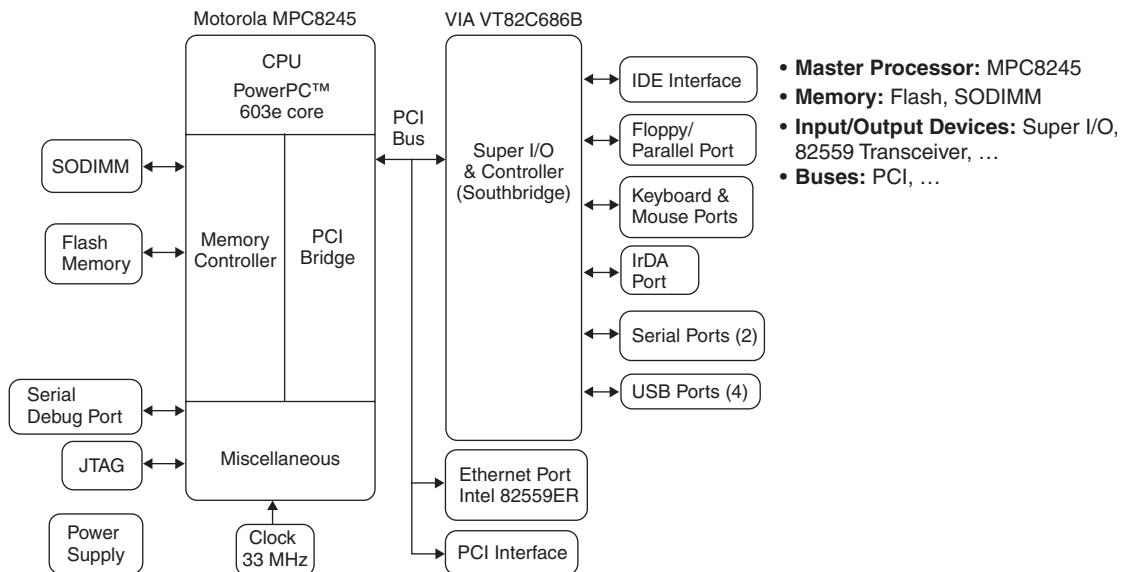 Motorola MPC8245
VIA VT82C686B
CPU
PowerPC™
603e core
PCI
Bus
SODIMM
Flash
Memory
Memory
Controller
PCI
Bridge
Serial
Debug Port
JTAG
Miscellaneous
Power
Supply
Clock
33 MHz
Super I/O
& Controller
(Southbridge)
IDE Interface
Floppy/
Parallel Port
Keyboard &
Mouse Ports
IrDA
Port
Serial Ports (2)
USB Ports (4)
Ethernet Port
Intel 82559ER
PCI Interface
• Master Processor: MPC8245
• Memory: Flash, SODIMM
• Input/Output Devices: Super I/O,
82559 Transceiver, …
• Buses: PCI, …